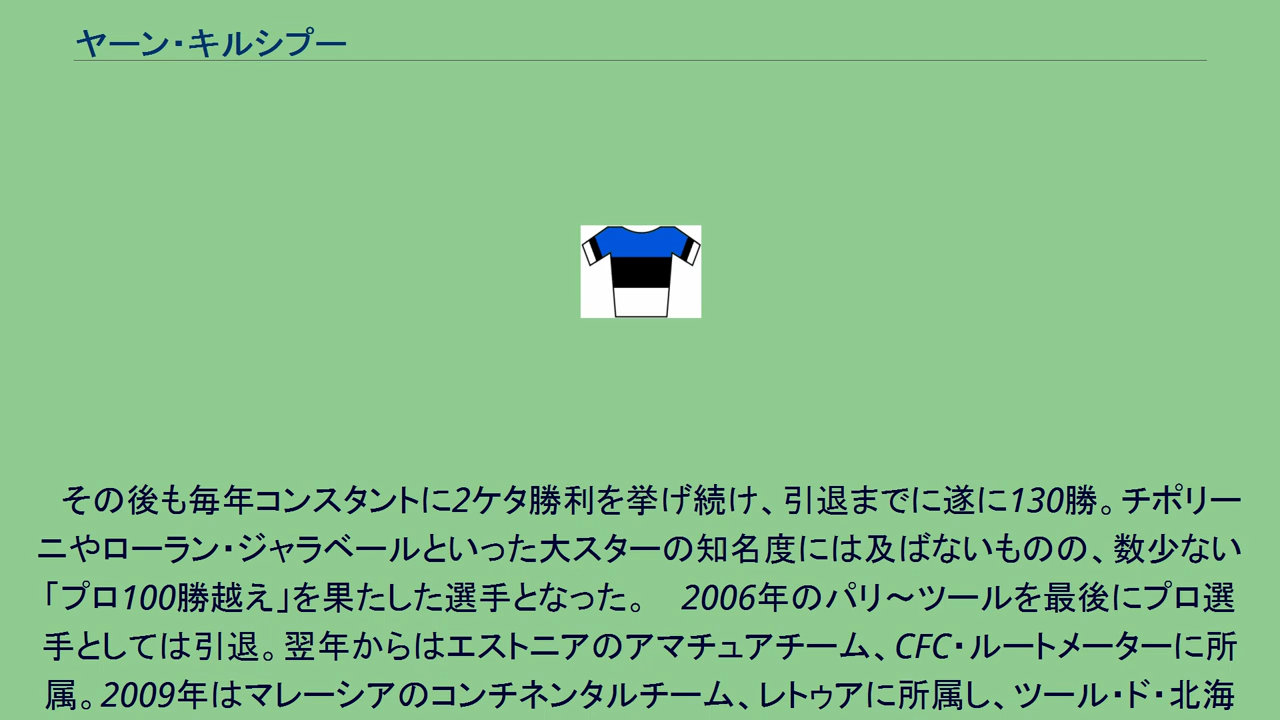 ヤーン・キルシプー
その後も毎年コンスタントに2ケタ勝利を挙げ続け、引退までに遂に130勝。チポリー
ニやローラン・ジャラベールといった大スターの知名度には及ばないものの、数少ない
「プロ100勝越え」を果たした選手となった。　2006年のパリ～ツールを最後にプロ選
手としては引退。翌年からはエストニアのアマチュアチーム、CFC・ルートメーターに所
属。2009年はマレーシアのコンチネンタルチーム、レトゥアに所属し、ツール・ド・北海